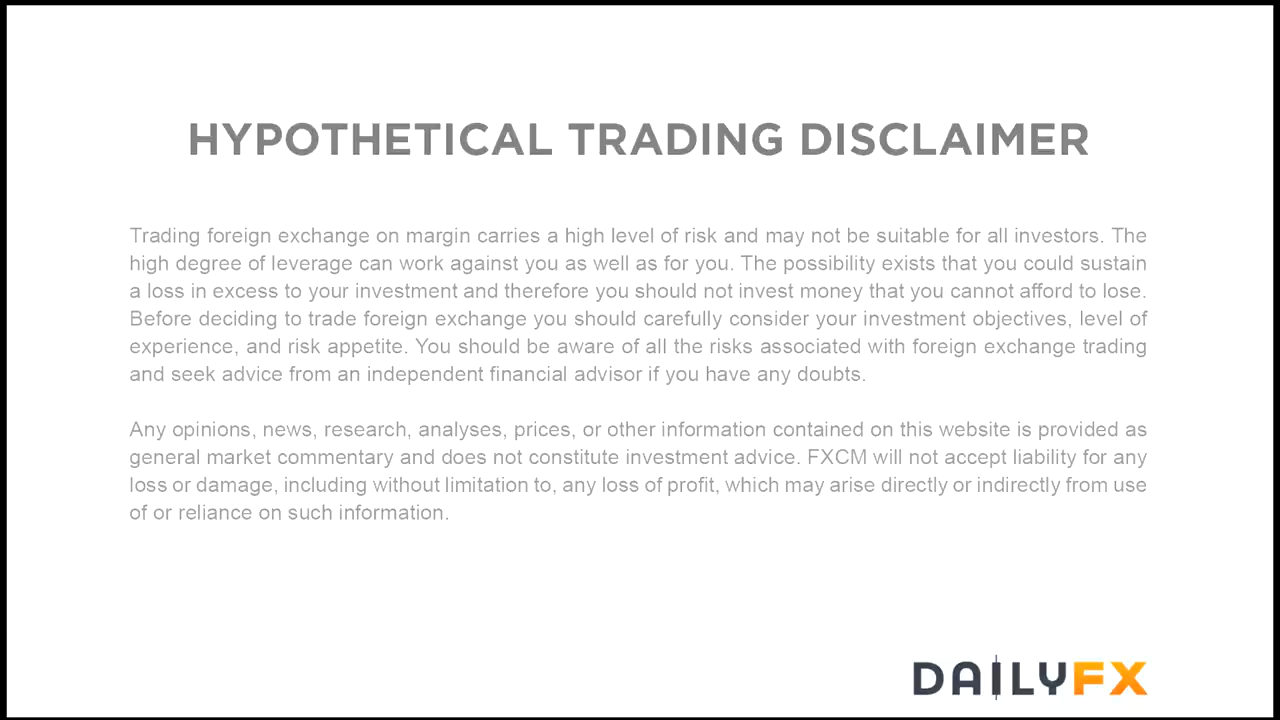 HYPOTHETICAL TRADING DISCLAIMER
Trading foreign exchange on margin carries a high level of risk and may not be suitable for all investors. The
high degree of leverage can work against you as well as for you. The possibility exists that you could sustain
a loss in excess to your investment and therefore you should not invest money that you cannot afford to lose.
Before deciding to trade foreign exchange you should carefully consider your investment objectives, level of
experience, and risk appetite. You should be aware of all the risks associated with foreign exchange trading
and seek advice from an independent financial advisor if you have any doubts.
Any opinions, news, research, analyses, prices, or other information contained on this website is provided as
general market commentary and does not constitute investment advice. FXCM will not accept liability for any
loss or damage, including without limitation to, any loss of profit, which may arise directly or indirectly from use
of or reliance on such information.
DAILYFX